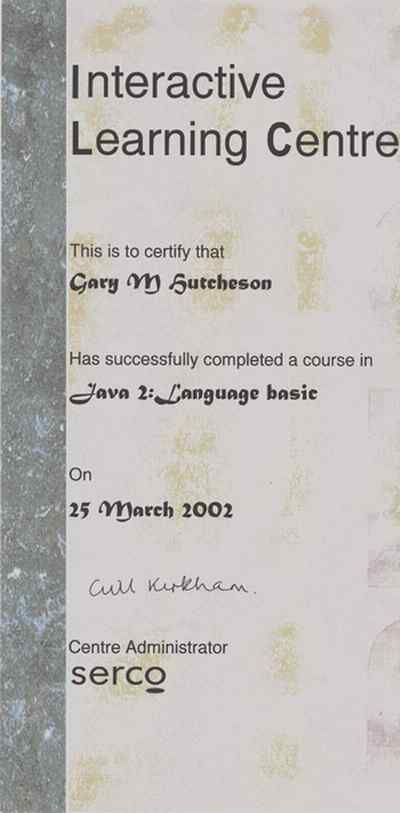 Interactive
Learning Centre
This is to certify that
Gary M Hutcheson
Has successfully completed a course in
Java 2:Language basic
On
25 March 2002
Kirkham.
Centre Administrator
serco